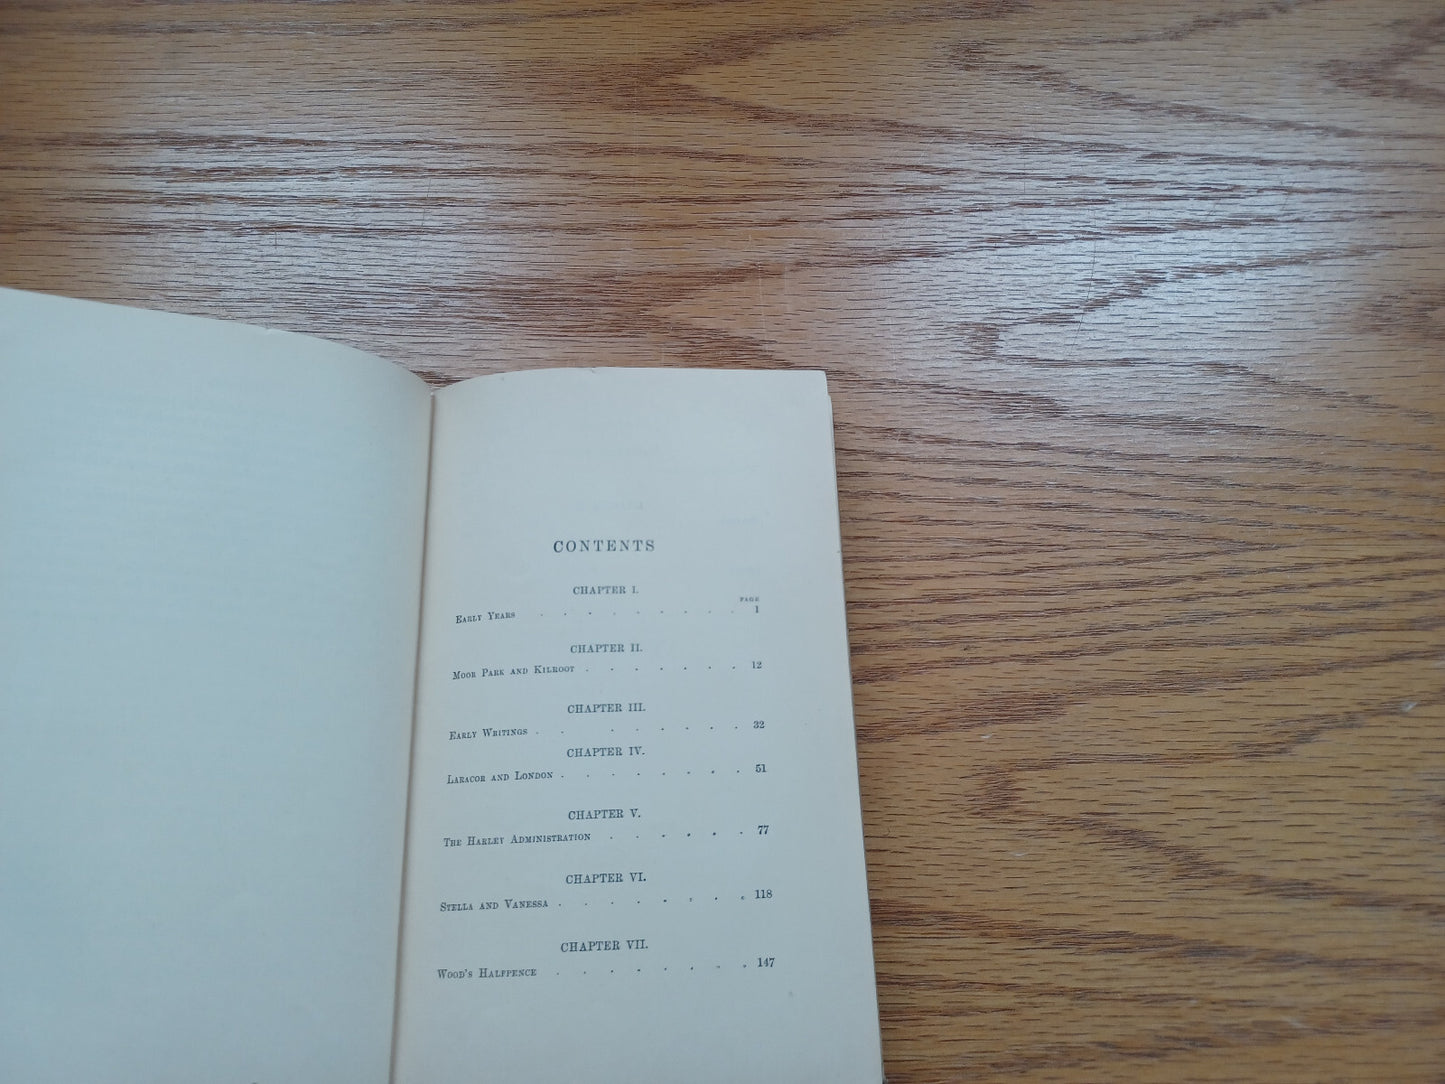 CONTENTS
CHAPTER I.
PAGE
EARLY YEARS . . . . . . . . . 1
CHAPTER II.
MOOR PARK AND KILROOT . . . . . . . 12
CHAPTER III.
EARLY WRITINGS . . . . . . . . 32
CHAPTER IV.
LARACOR AND LONDON . . . . . . . . 51
CHAPTER V.
THE HARLEY ADMINISTRATION . . . . . . 77
CHAPTER VI.
STELLA AND VANESSA . . . . . . . . 118
CHAPTER VII.
WOOD'S HALFPENCE . . . . . . . . 147